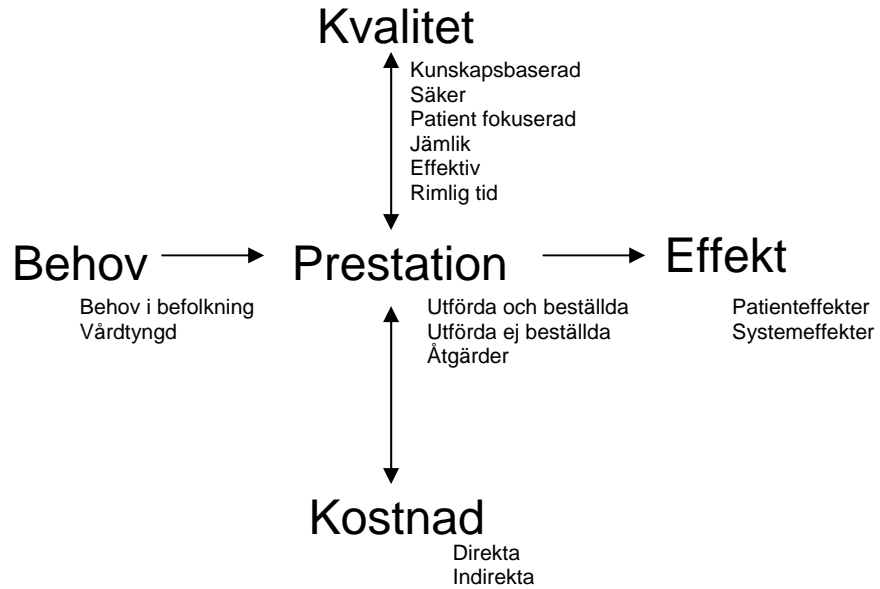 Kvalitet
Kunskapsbaserad
Säker
Patient fokuserad
Jämlik
Effektiv
Rimlig tid
Behov
Behov i befolkning
Vårdtyngd
Prestation
Utförda och beställda
Utförda ej beställda
Åtgärder
Effekt
Patienteffekter
Systemeffekter
Kostnad
Direkta
Indirekta